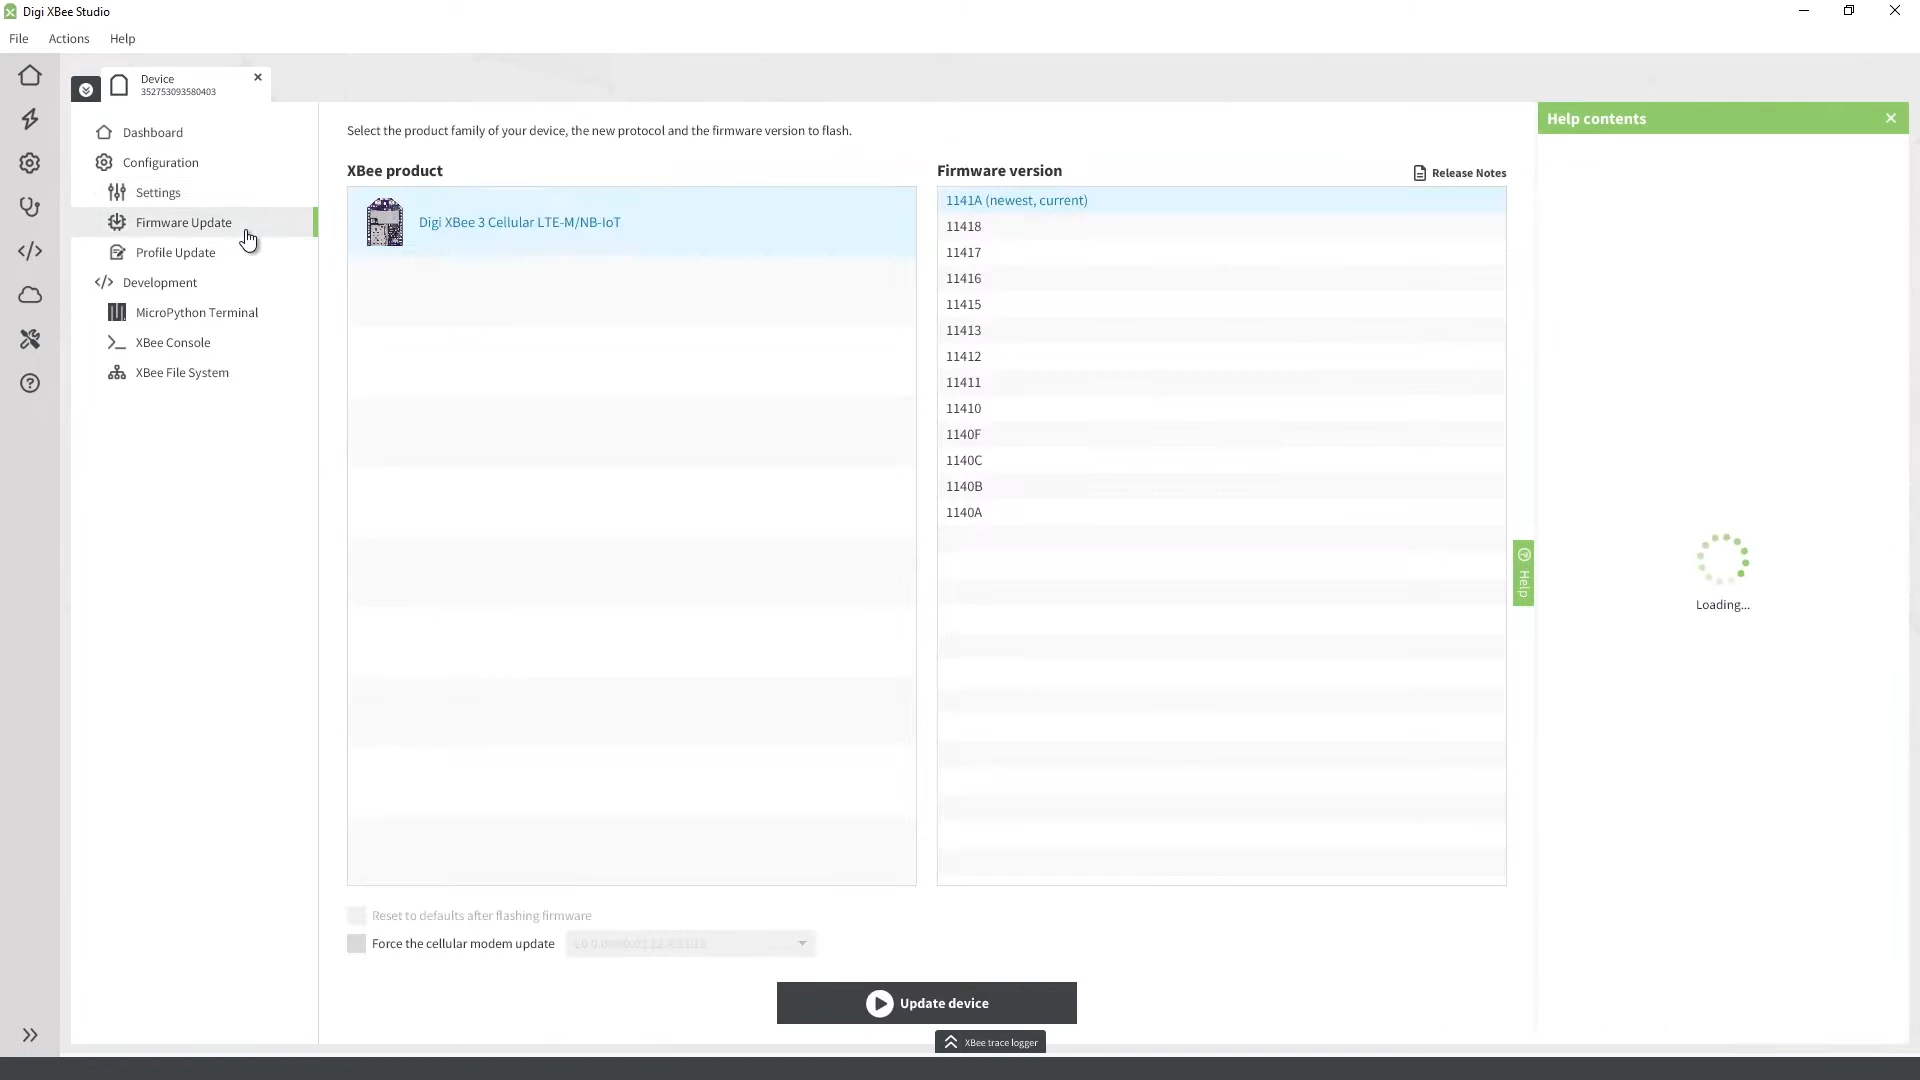 Digi XBee Studio
File Actions Help
Device
352753093580403
Dashboard
Configuration
Settings
Firmware Update
Profile Update
Development
MicroPython Terminal
XBee Console
XBee File System
Select the product family of your device, the new protocol and the firmware version to flash.
XBee product
Digi XBee 3 Cellular LTE-M/NB-IoT
Firmware version
Release Notes
1141A (newest, current)
11418
11417
11416
11415
11413
11412
11411
11410
1140F
1140C
1140B
1140A
Reset to defaults after flashing firmware
Force the cellular modem update
Update device
XBee trace logger
Help
Help contents
Loading...